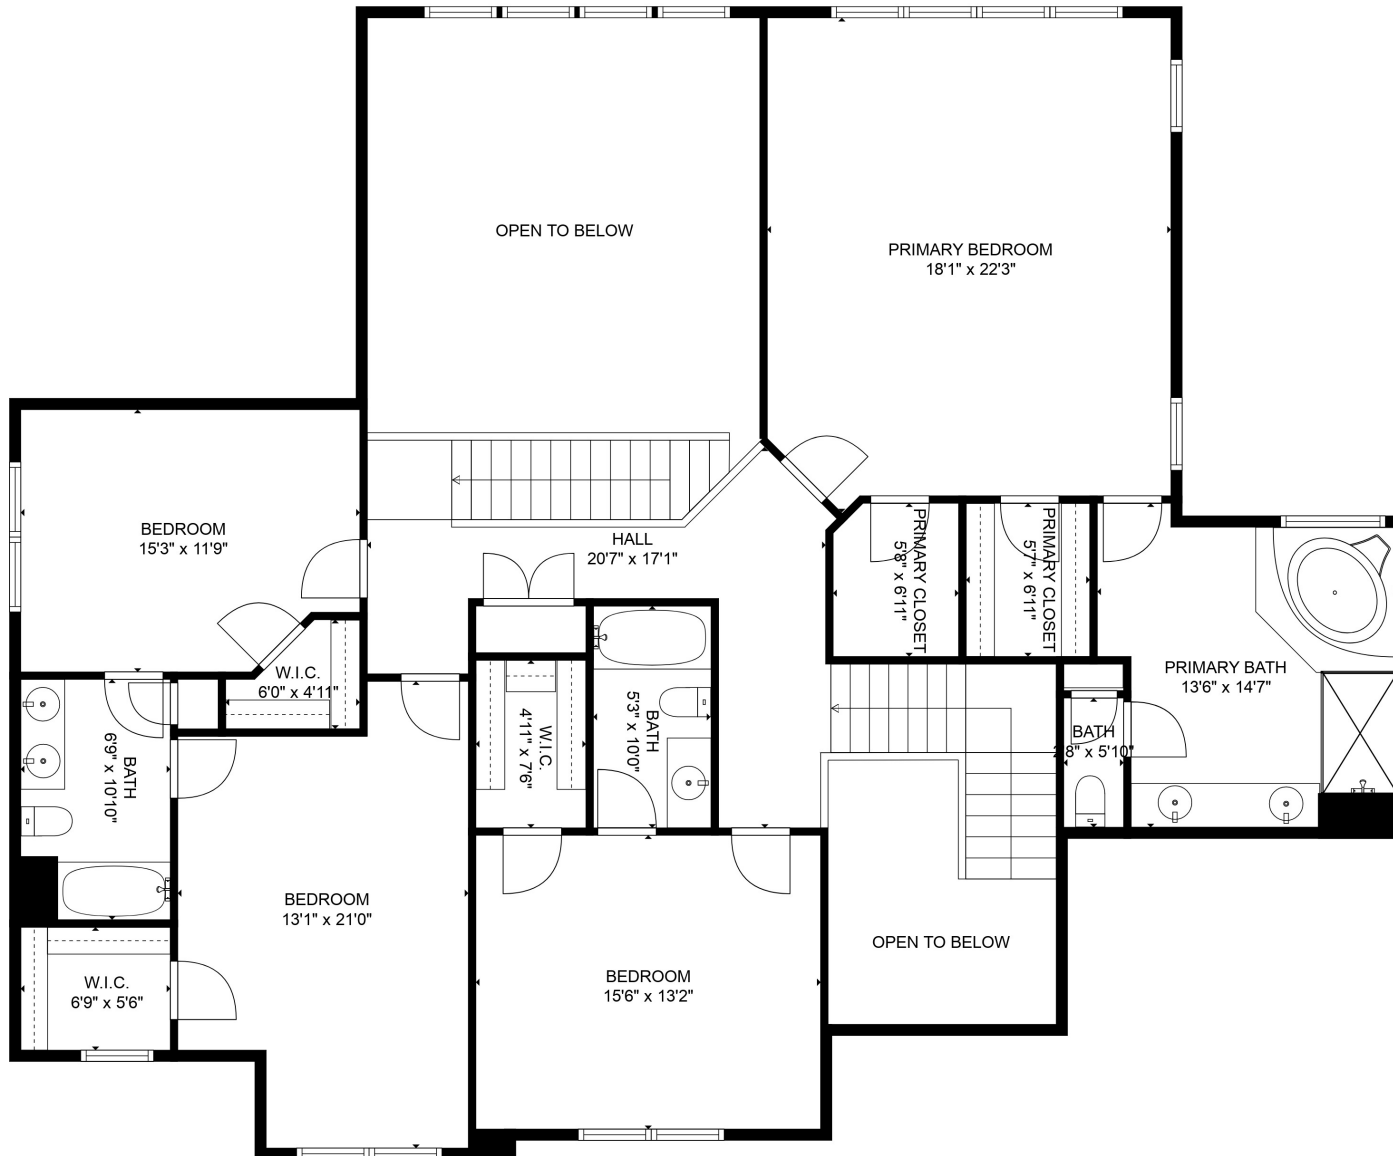 OPEN TO BELOW
PRIMARY BEDROOM
18'1" x 22'3"
BEDROOM
15'3" x 11'9"
HALL
20'7" x 17'1"
PRIMARY CLOSET
5'8" x 6'11"
PRIMARY CLOSET
5'7" x 6'11"
W.I.C.
6'0" x 4'11"
PRIMARY BATH
13'6" x 14'7"
BATH
6'9" x 10'10"
W.I.C.
4'11" x 7'6"
BATH
5'3" x 10'0"
BATH
2'8" x 5'10"
BEDROOM
13'1" x 21'0"
OPEN TO BELOW
W.I.C.
6'9" x 5'6"
BEDROOM
15'6" x 13'2"